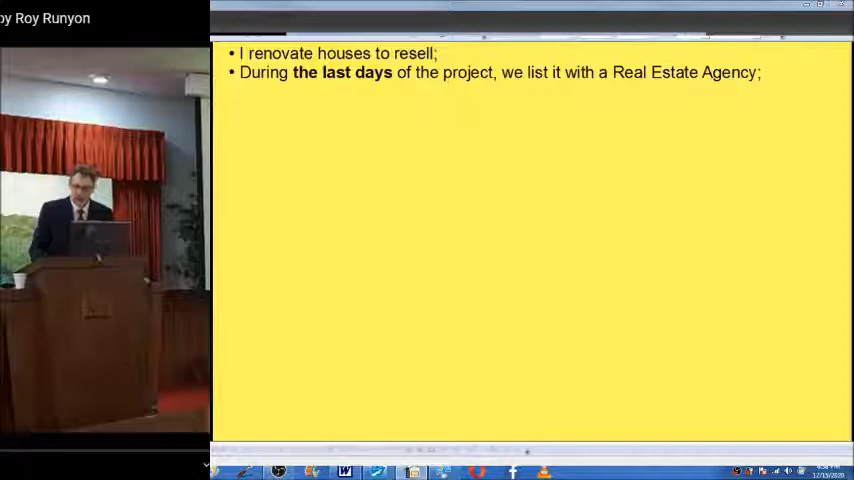 by Roy Runyon
• I renovate houses to resell;
• During the last days of the project, we list it with a Real Estate Agency;